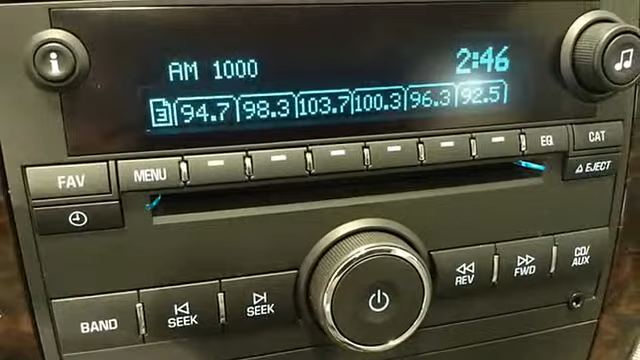 i
AM 1000 2:46
3 94.7 98.3 103.7 100.3 96.3 92.5
FAV MENU EQ CAT
EJECT
BAND SEEK SEEK REV FWD CD/AUX